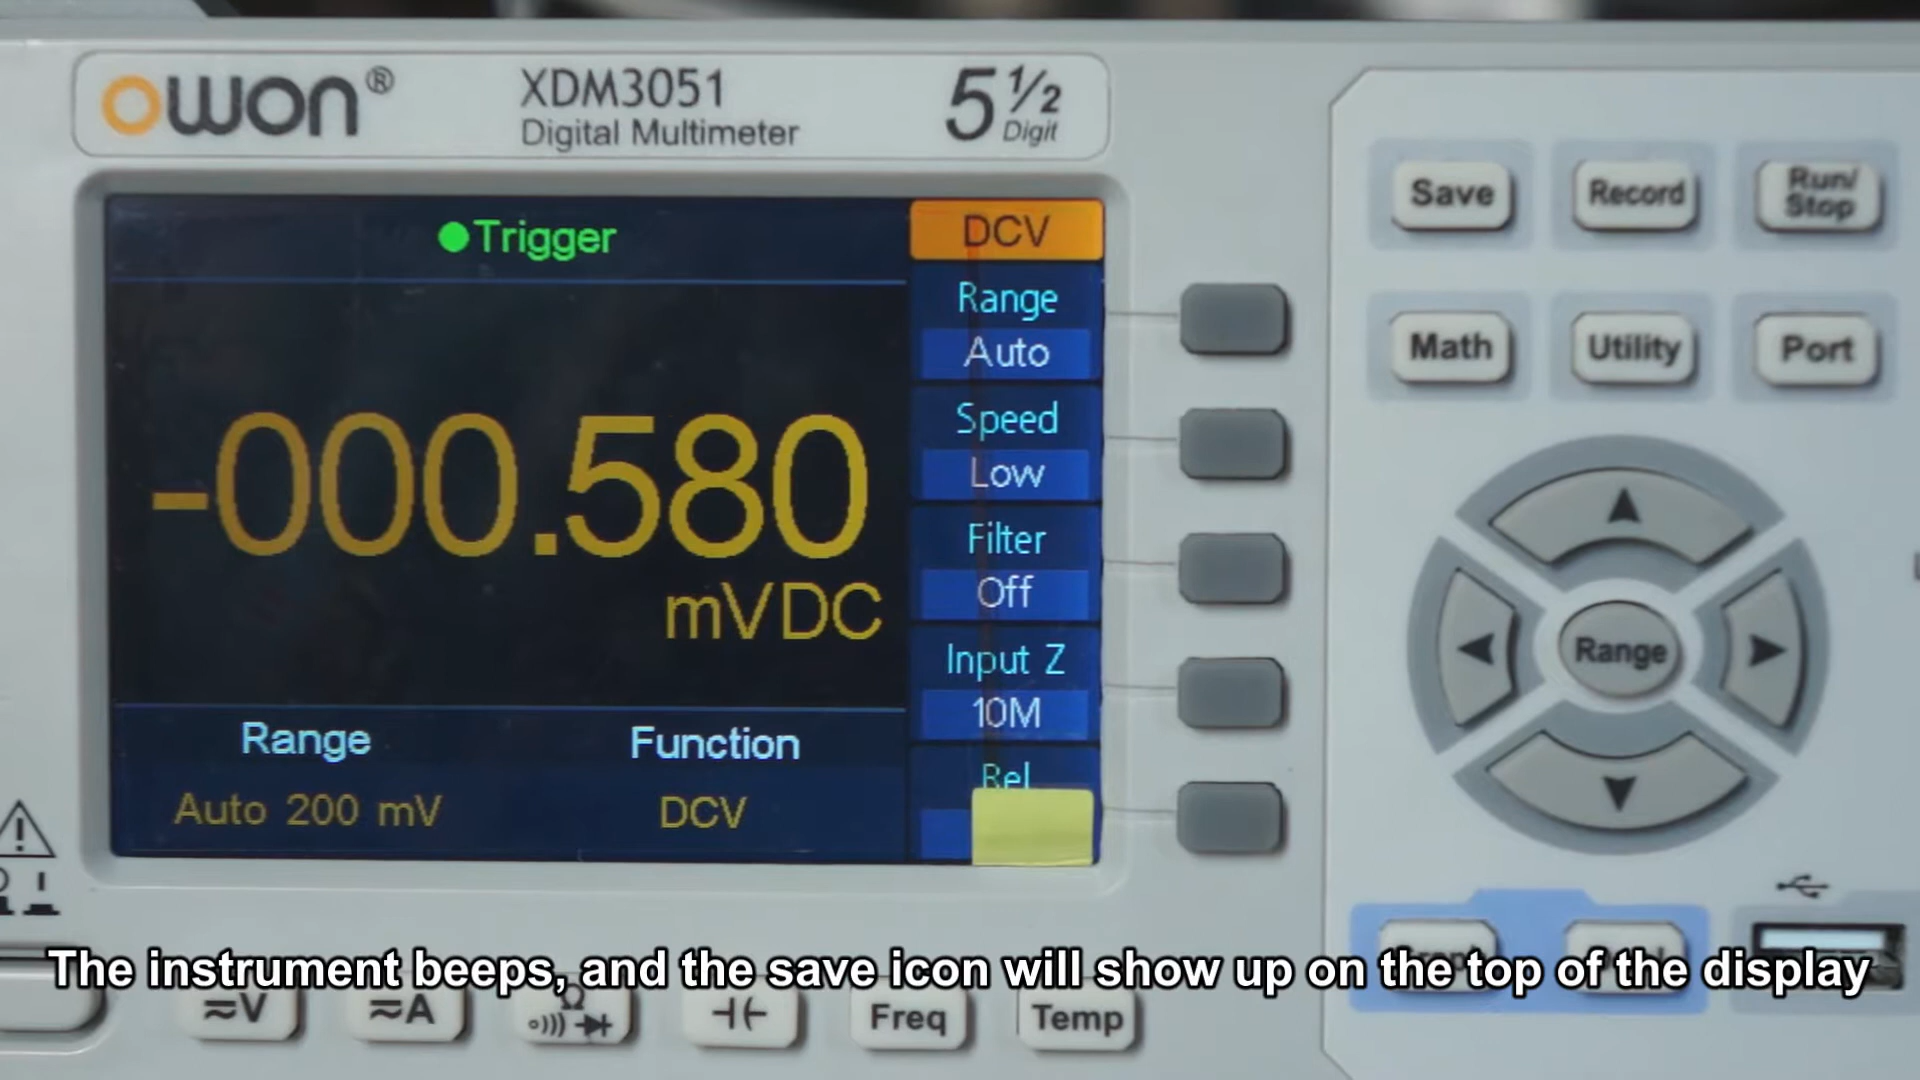 owon®
XDM3051
Digital Multimeter
5 1/2
Digit
Trigger
DCV
Range
Auto
Speed
Low
Filter
Off
Input Z
10M
Rel
-000.580
mVDC
Range
Function
Auto 200 mV
DCV
Save
Record
Run/
Stop
Math
Utility
Port
Range
The instrument beeps, and the save icon will show up on the top of the display
≂V
≂A
Ω
Freq
Temp